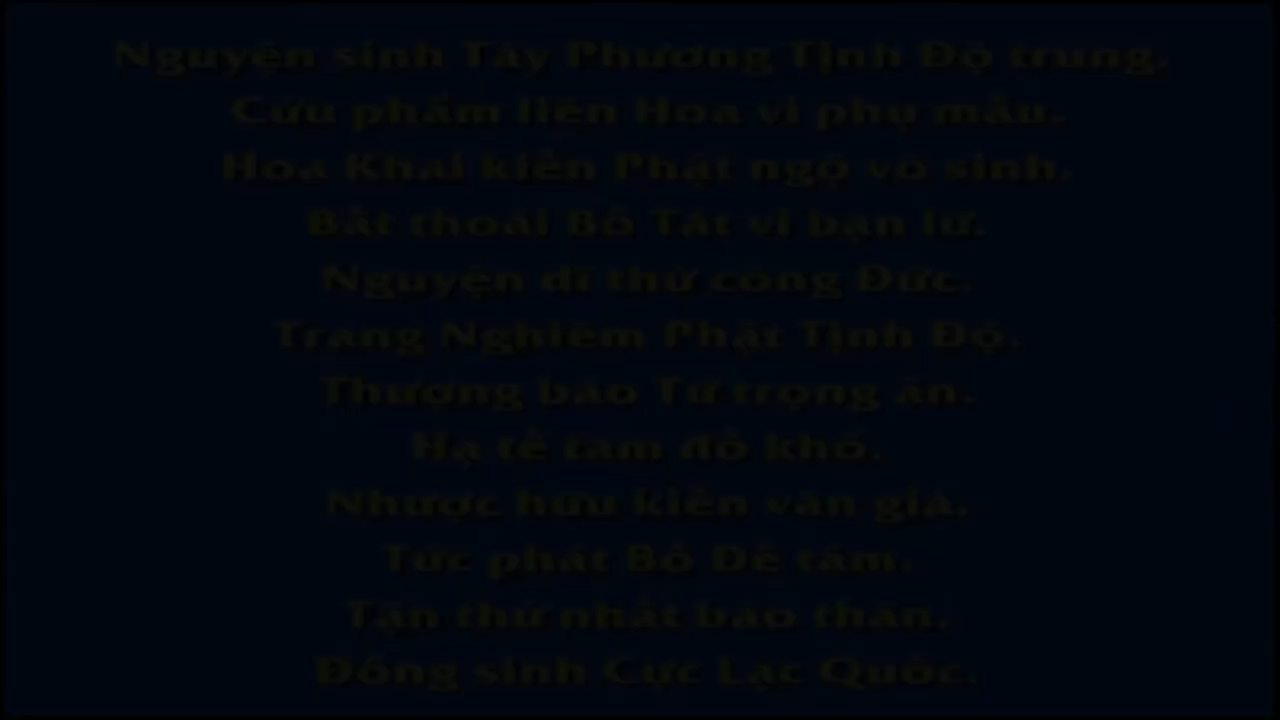 Nguyện sinh Tây Phương Tịnh Độ trung.
Cửu phẩm liên Hoa vi phụ mẫu.
Hoa Khai kiến Phật ngộ vô sinh.
Bất thoái Bồ Tát vi bạn lữ.
Nguyện dĩ thử công Đức.
Trang Nghiêm Phật Tịnh Độ.
Thượng báo Tứ trọng ân.
Hạ tế tam đồ khổ.
Nhược hữu kiến văn giả.
Tức phát Bồ Đề tâm.
Tận thử nhất báo thân.
Đồng sinh Cực Lạc Quốc.